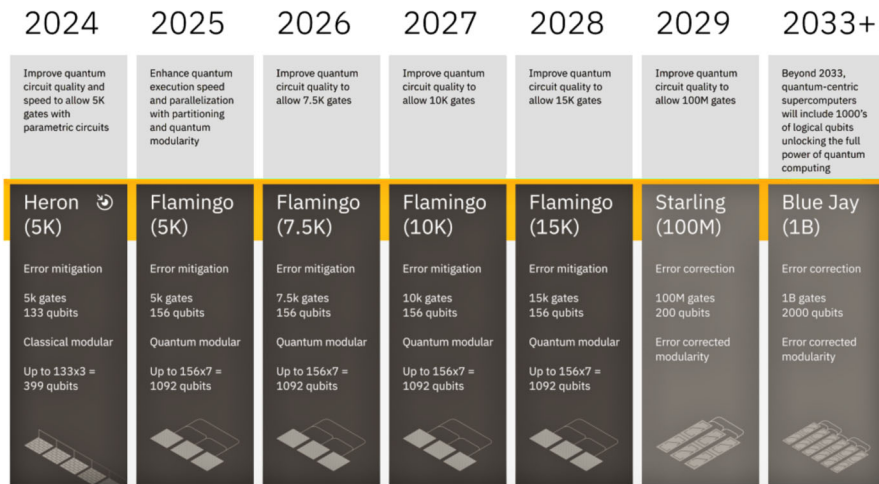 2024
2025
2026
2027
2028
2029
2033+
Improve quantum
circuit quality and
speed to allow 5K
gates with
parametric circuits
Enhance quantum
execution speed
and parallelization
with partitioning
and quantum
modularity
Improve quantum
circuit quality to
allow 7.5K gates
Improve quantum
circuit quality to
allow 10K gates
Improve quantum
circuit quality to
allow 15K gates
Improve quantum
circuit quality to
allow 100M gates
Beyond 2033,
quantum-centric
supercomputers
will include 1000's
of logical qubits
unlocking the full
power of quantum
computing
Heron
(5K)
Error mitigation
5k gates
133 qubits
Classical modular
Up to 133x3 =
399 qubits
Flamingo
(5K)
Error mitigation
5k gates
156 qubits
Quantum modular
Up to 156x7 =
1092 qubits
Flamingo
(7.5K)
Error mitigation
7.5k gates
156 qubits
Quantum modular
Up to 156x7 =
1092 qubits
Flamingo
(10K)
Error mitigation
10k gates
156 qubits
Quantum modular
Up to 156x7 =
1092 qubits
Flamingo
(15K)
Error mitigation
15k gates
156 qubits
Quantum modular
Up to 156x7 =
1092 qubits
Starling
(100M)
Error correction
100M gates
200 qubits
Error corrected
modularity
Blue Jay
(1B)
Error correction
1B gates
2000 qubits
Error corrected
modularity